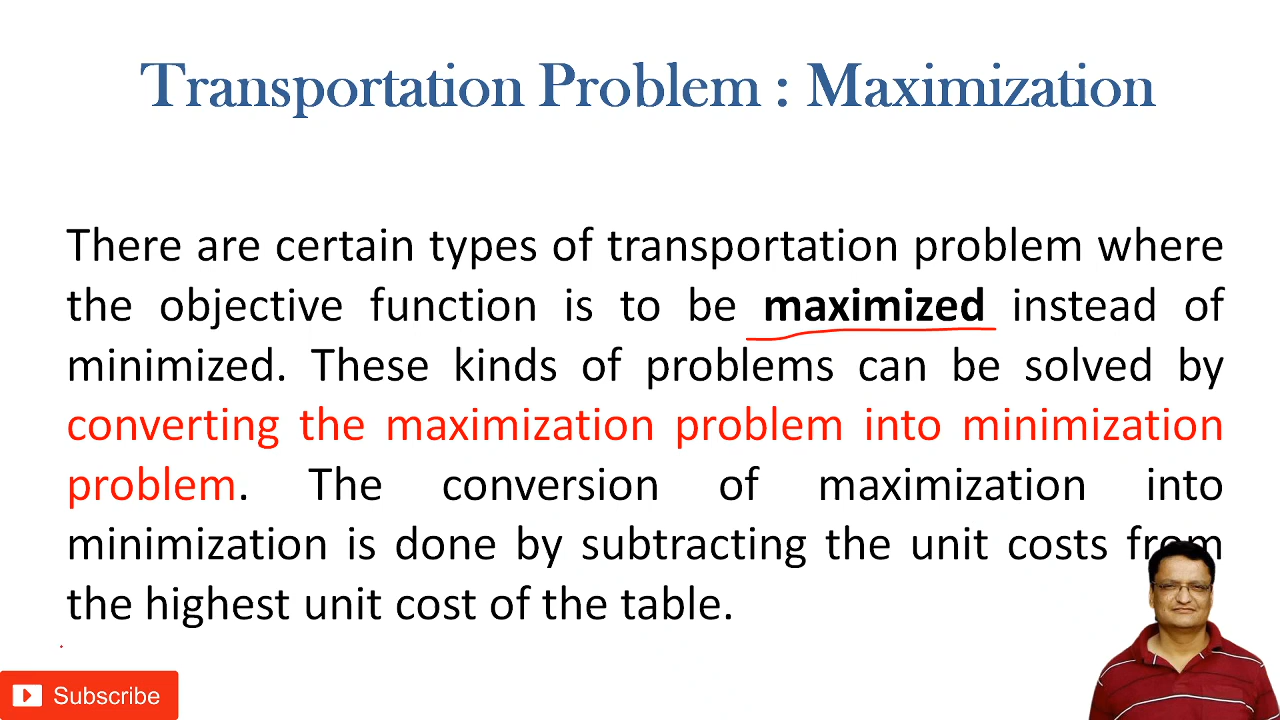 Transportation Problem : Maximization
There are certain types of transportation problem where
the objective function is to be maximized instead of
minimized. These kinds of problems can be solved by
converting the maximization problem into minimization
problem. The conversion of maximization into
minimization is done by subtracting the unit costs from
the highest unit cost of the table.
Subscribe